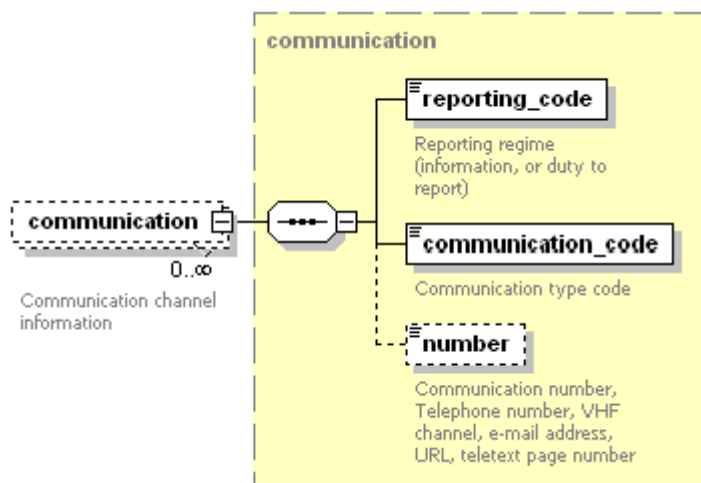 communication
reporting_code
Reporting regime
(information, or duty to
report)
communication
0..∞
Communication channel
information
communication_code
Communication type code
number
Communication number,
Telephone number, VHF
channel, e-mail address,
URL, teletext page number